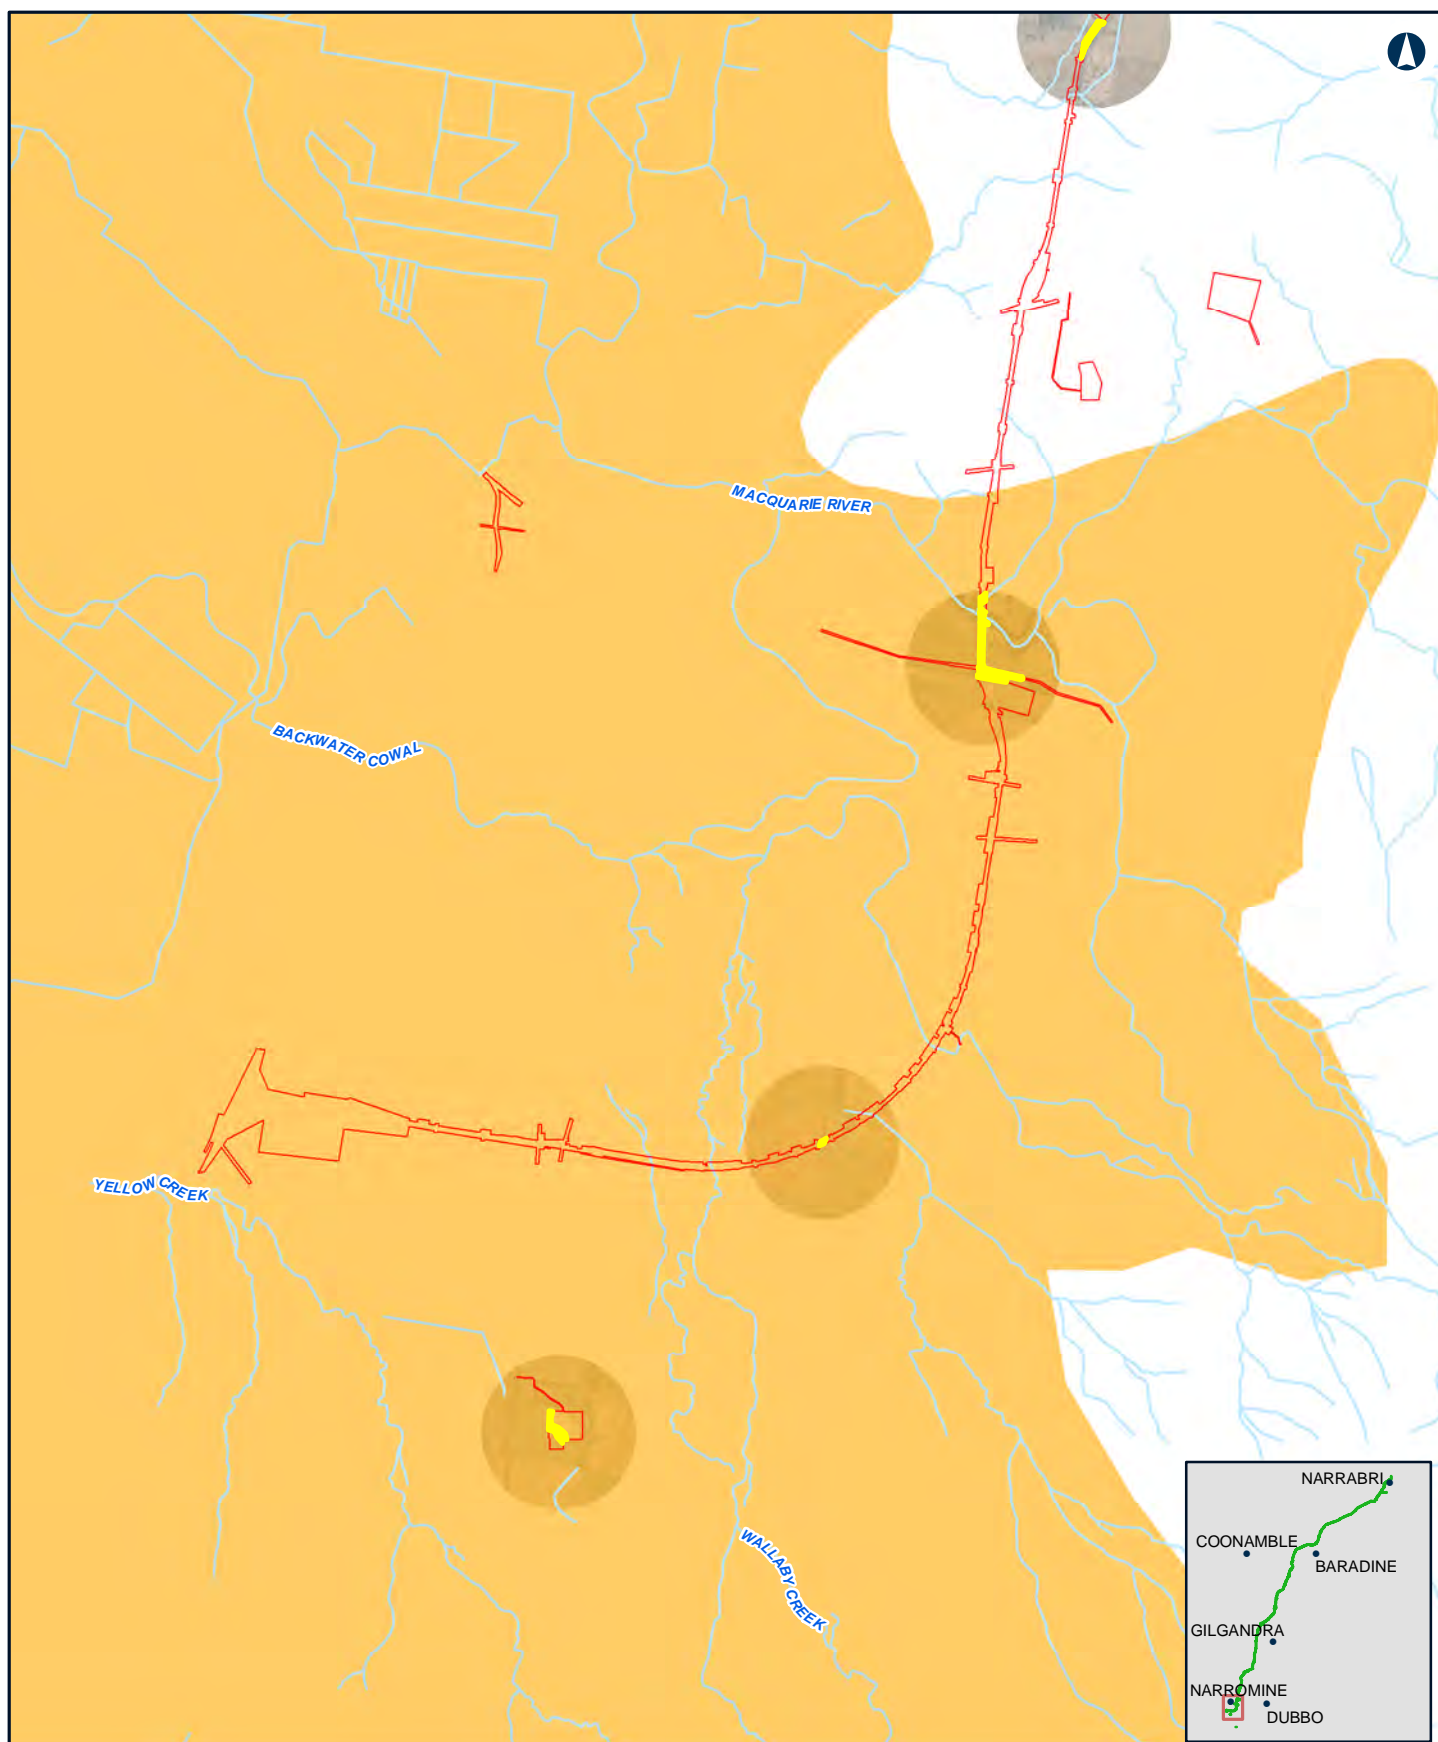 MACQUARIE RIVER
BACKWATER COWAL
YELLOW CREEK
WALLABY CREEK
NARRABRI
COONAMBLE
BARADINE
GILGANDRA
NARROMINE
DUBBO